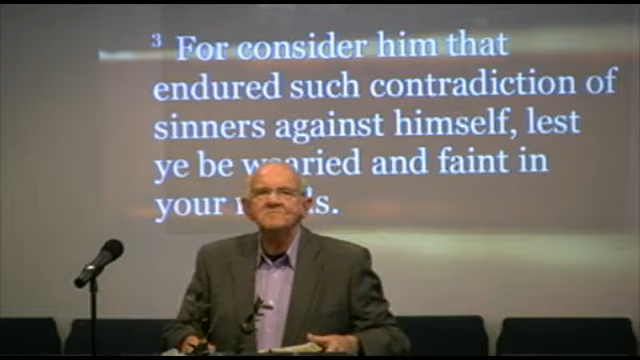 3 For consider him that
endured such contradiction of
sinners against himself, lest
ye be wearied and faint in
your